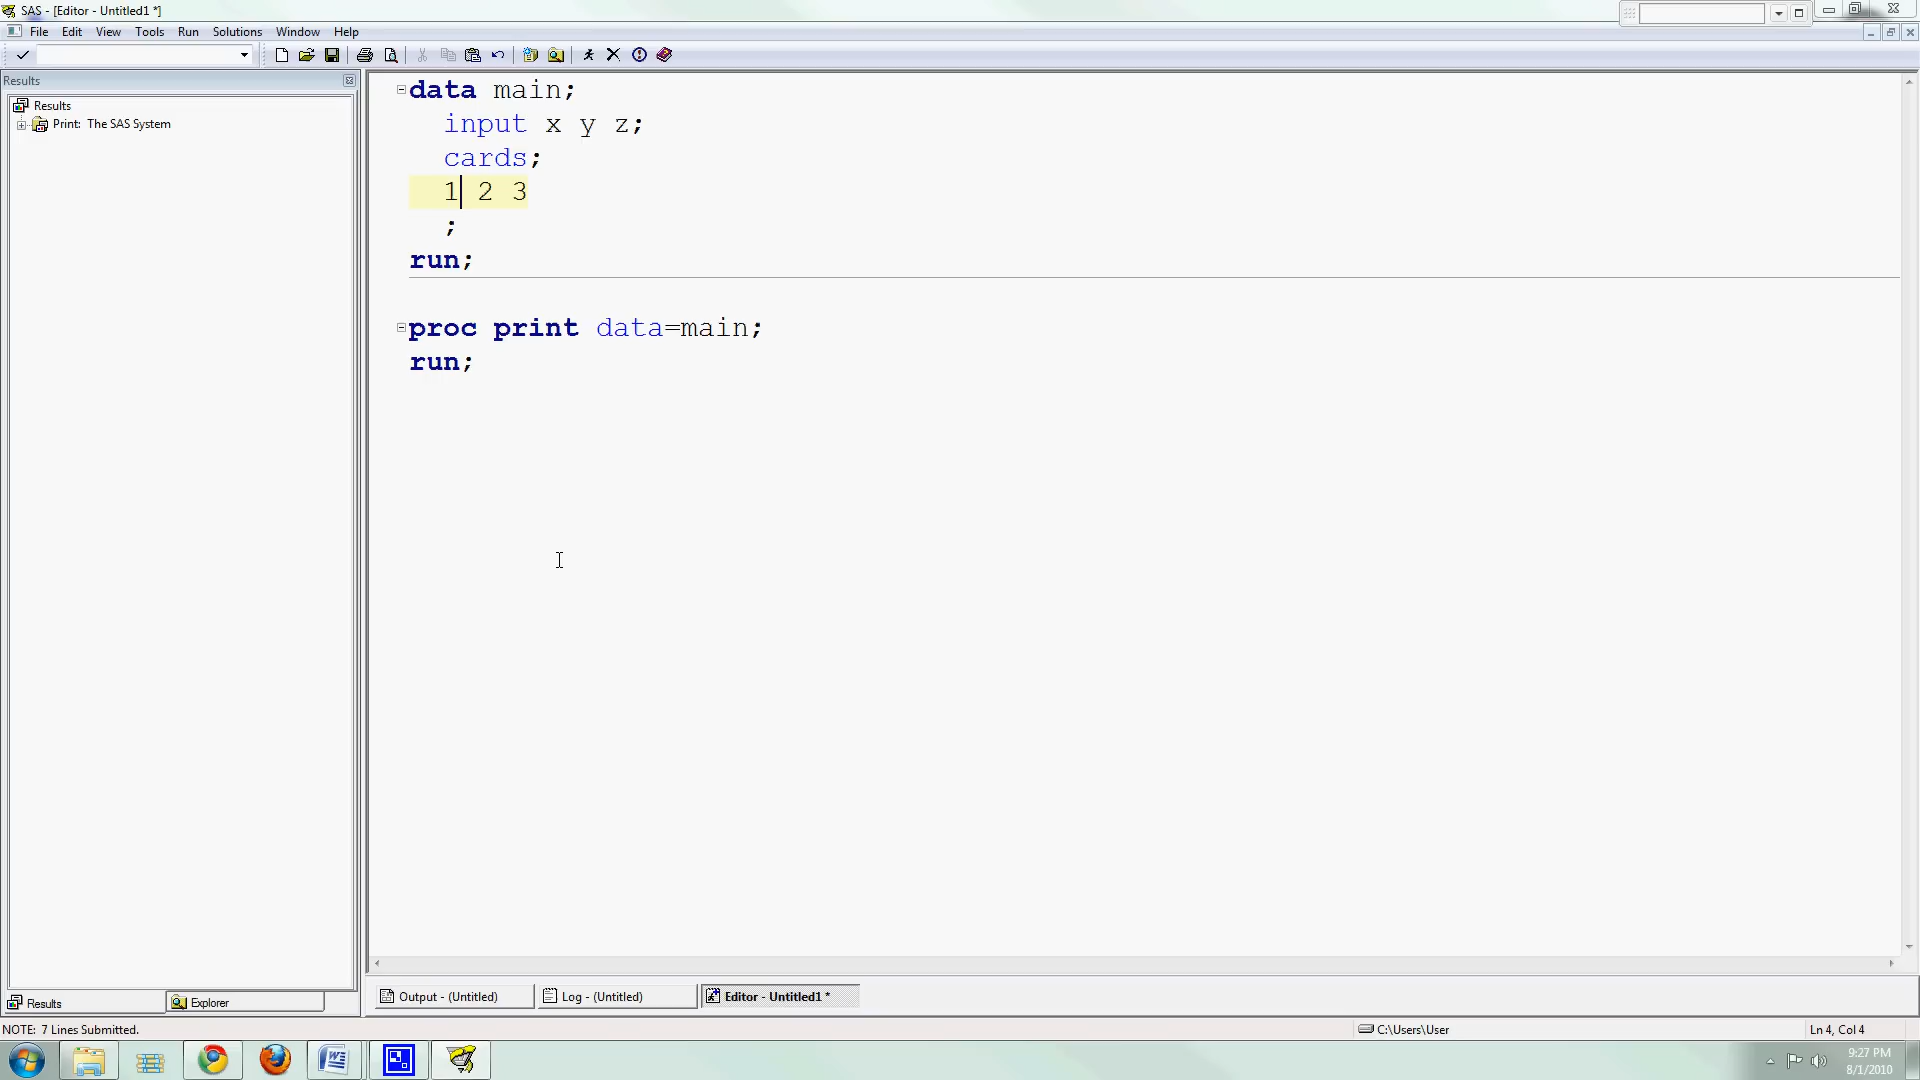 SAS - [Editor - Untitled1 *]
File Edit View Tools Run Solutions Window Help
Results
Results
Print: The SAS System
data main;
input x y z;
cards;
1 2 3
;
run;
proc print data=main;
run;
Results Explorer
Output - (Untitled) Log - (Untitled) Editor - Untitled1 *
NOTE: 7 Lines Submitted. C:\Users\User Ln 4, Col 4
9:27 PM
8/1/2010